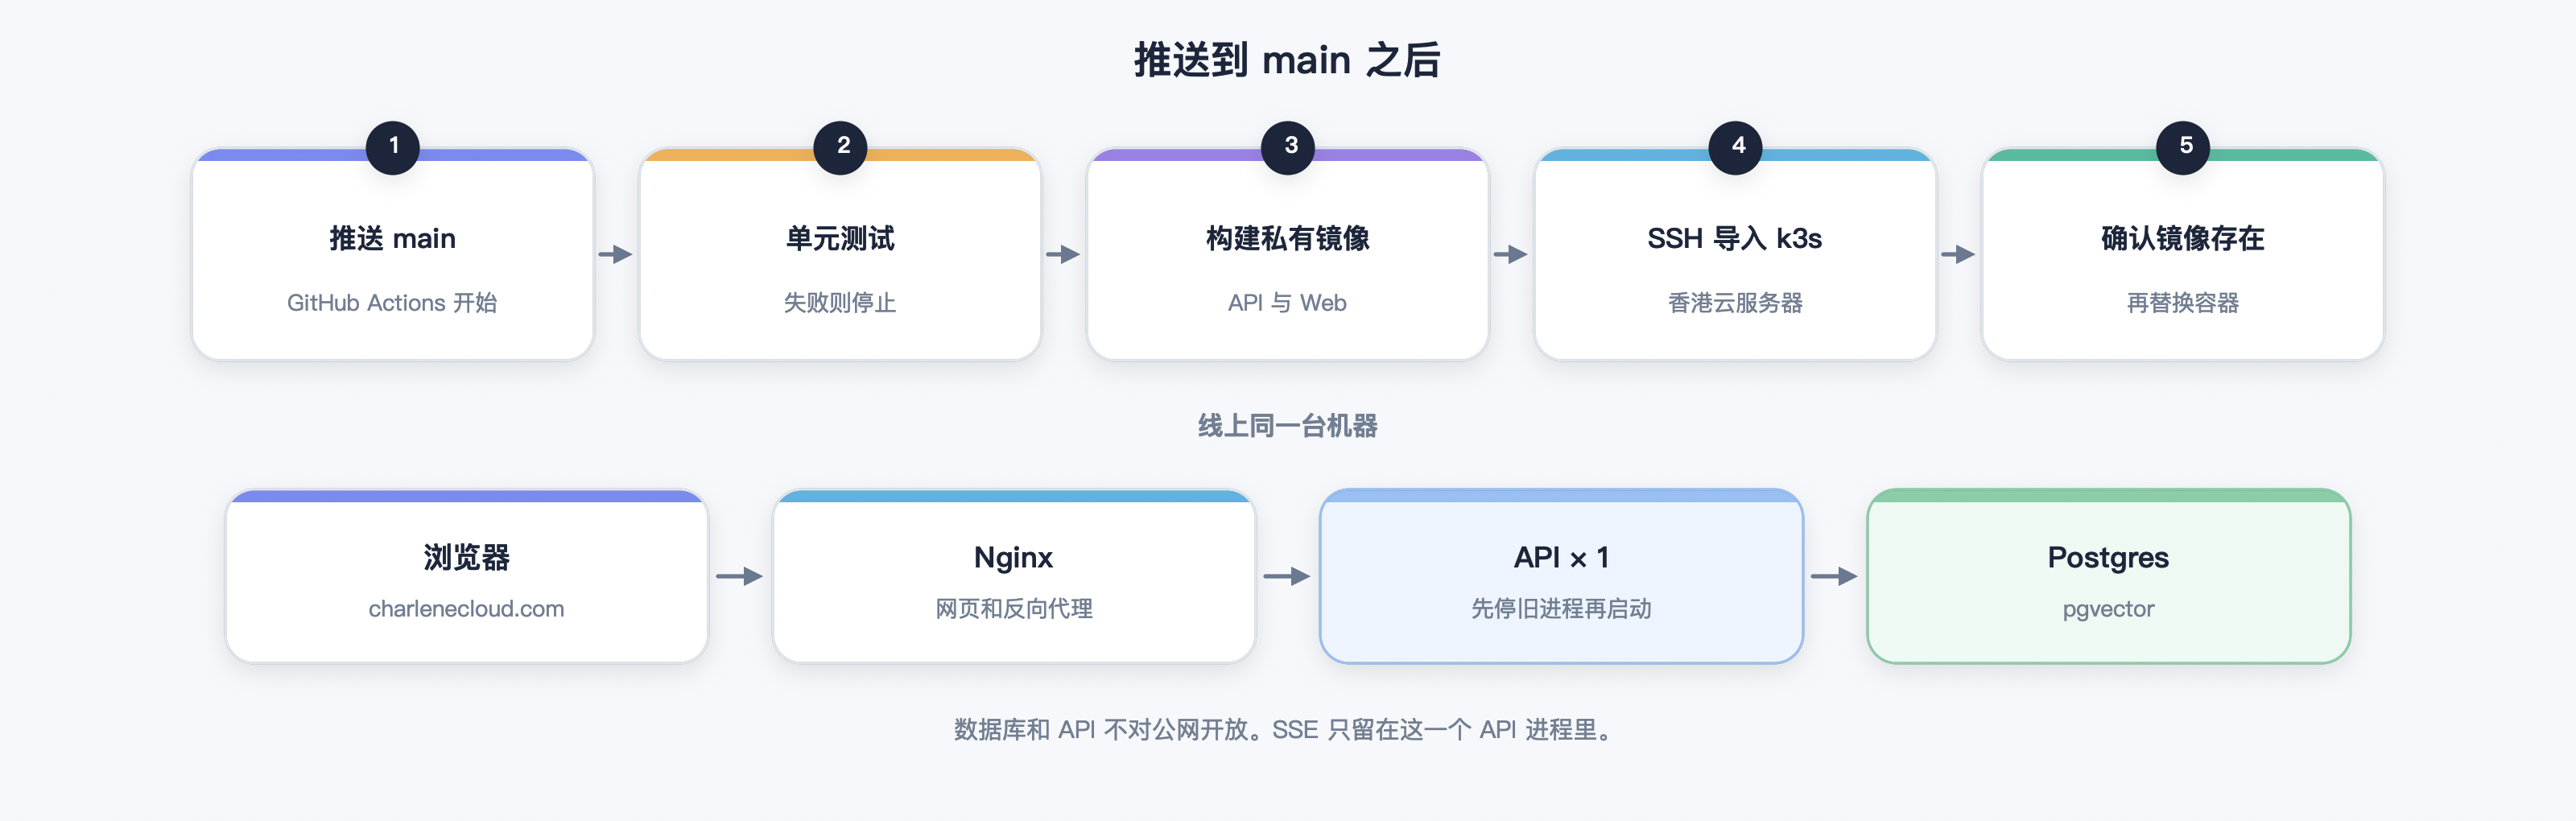 推送到 main 之后
1
推送 main
GitHub Actions 开始
2
单元测试
失败则停止
3
构建私有镜像
API 与 Web
4
SSH 导入 k3s
香港云服务器
5
确认镜像存在
再替换容器
线上同一台机器
浏览器
charlenecloud.com
Nginx
网页和反向代理
API × 1
先停旧进程再启动
Postgres
pgvector
数据库和 API 不对公网开放。SSE 只留在这一个 API 进程里。